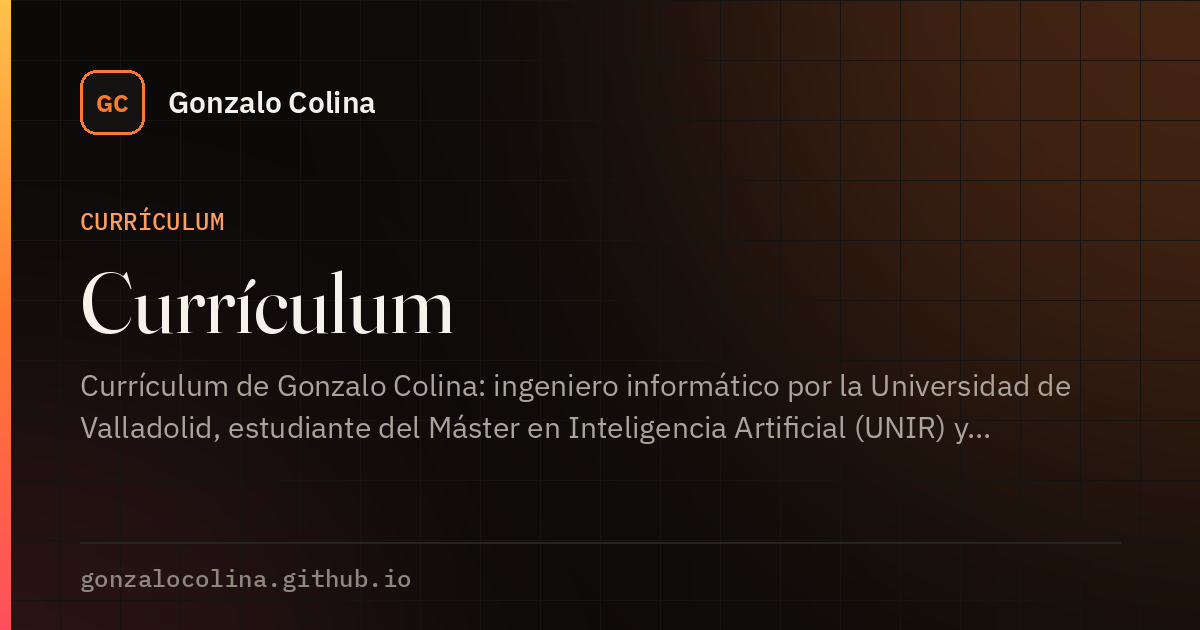 GC
Gonzalo Colina
CURRÍCULUM
Currículum
Currículum de Gonzalo Colina: ingeniero informático por la Universidad de
Valladolid, estudiante del Máster en Inteligencia Artificial (UNIR) y…
gonzalocolina.github.io